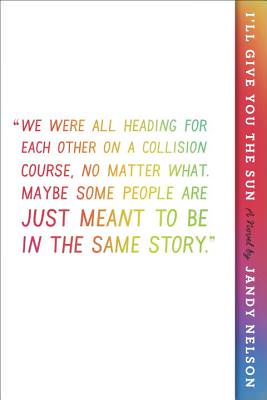 "WE WERE ALL HEADING FOR
EACH OTHER ON A COLLISION
COURSE, NO MATTER WHAT.
MAYBE SOME PEOPLE ARE
JUST MEANT TO BE
IN THE SAME STORY."
I'LL GIVE YOU THE SUN A Novel by JANDY NELSON